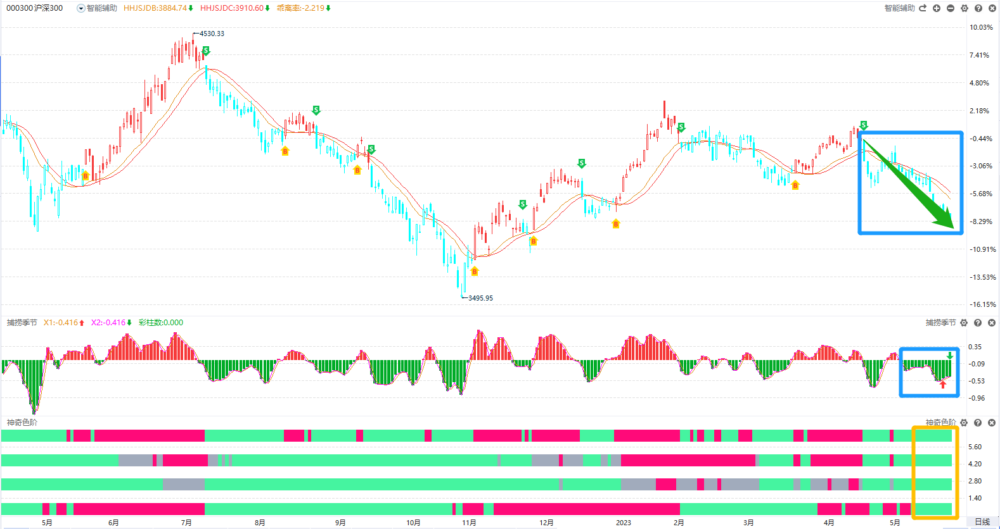 000300沪深300 智能辅助 HHJSJDB:3884.74 HHJSJDC:3910.60 乖离率:-2.219 智能辅助
10.03%
←4530.33
S
7.41%
4.80%
S
2.18%
S S
-0.44%
B S
S
-3.06%
B B
B
-5.68%
S
B
-8.29%
B
-10.91%
B
-13.53%
←3495.95
-16.15%
捕捞季节 X1:-0.416 X2:-0.416 彩柱数:0.000 捕捞季节
0.35
-0.09
-0.53
-0.96
神奇色阶 神奇色阶
5.60
4.20
2.80
1.40
5月 6月 7月 8月 9月 10月 11月 12月 2023 2月 3月 4月 5月 日线